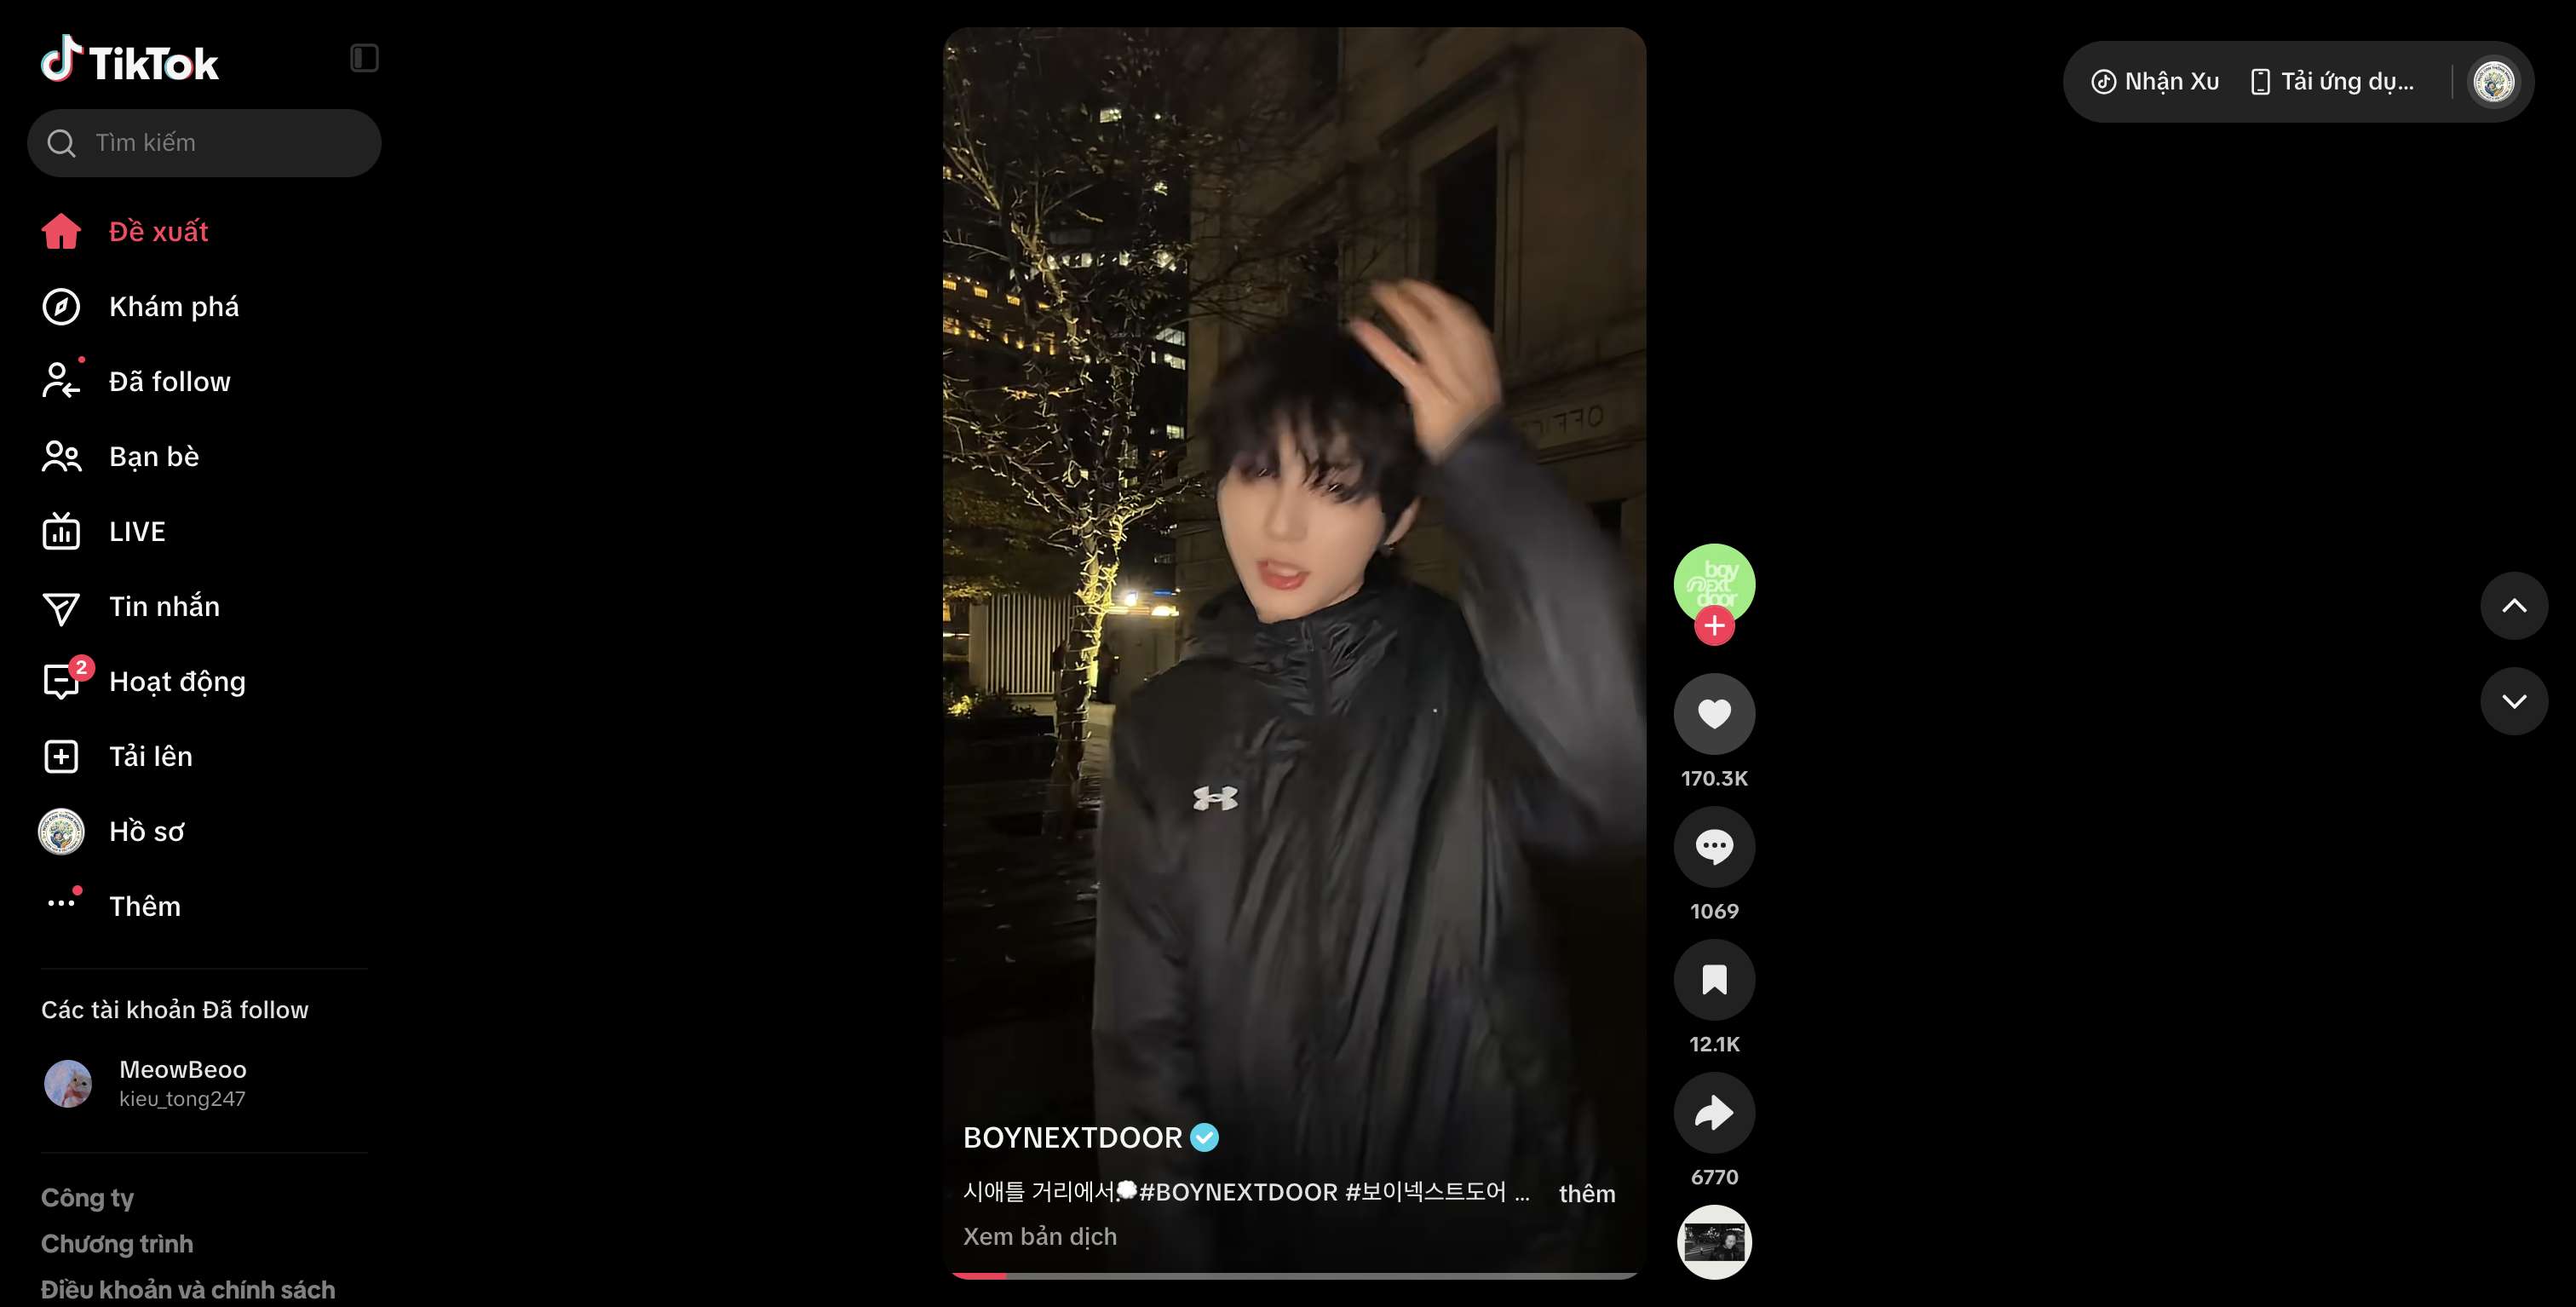 TikTok
Tìm kiếm
Đề xuất
Khám phá
Đã follow
Bạn bè
LIVE
Tin nhắn
2
Hoạt động
Tải lên
Hồ sơ
Thêm
Các tài khoản Đã follow
MeowBeoo
kieu_tong247
Công ty
Chương trình
Điều khoản và chính sách
BOYNEXTDOOR
시애틀 거리에서💭#BOYNEXTDOOR #보이넥스트도어 ... thêm
Xem bản dịch
boy
next
door
170.3K
1069
12.1K
6770
Nhận Xu
Tải ứng dụ...